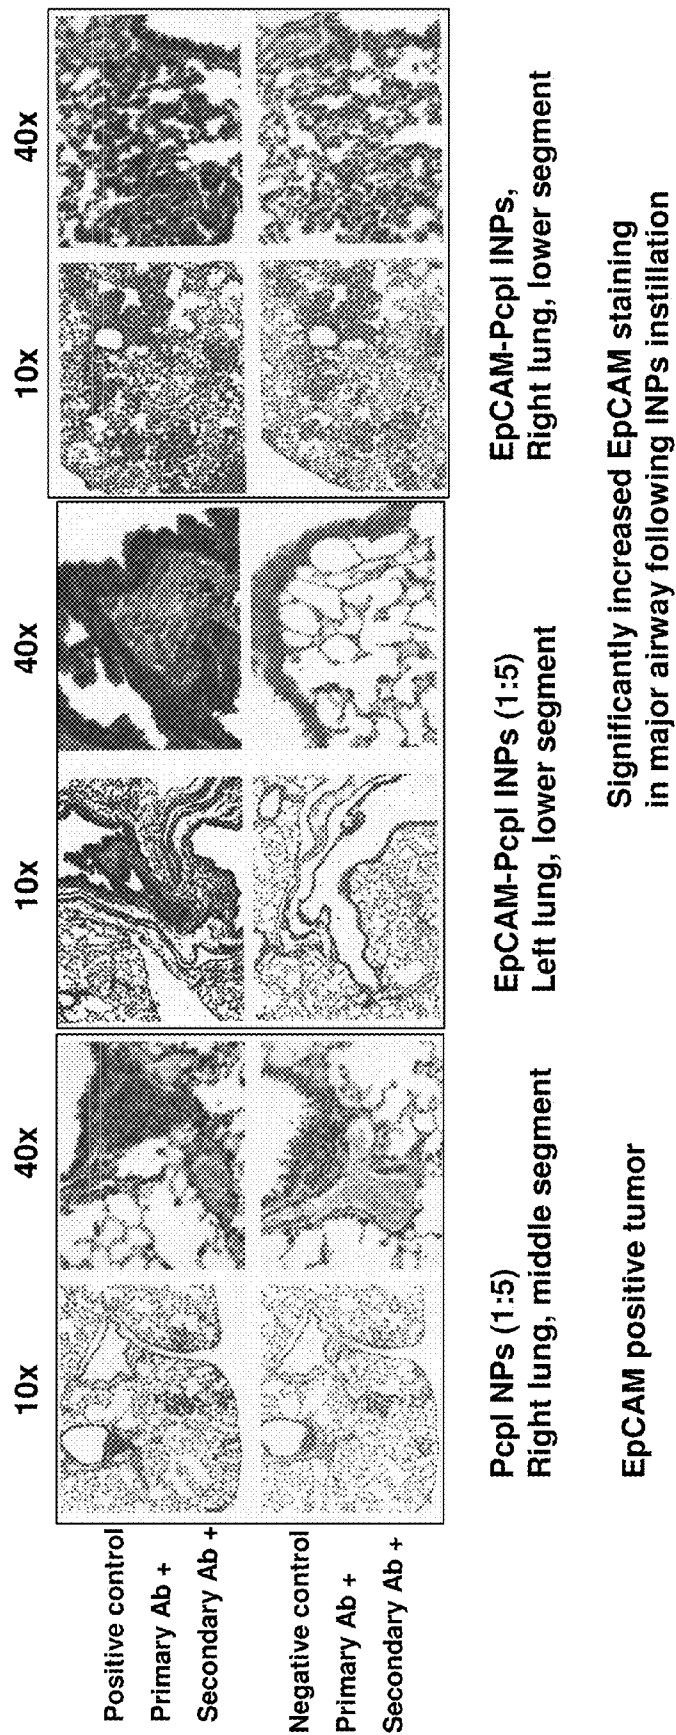 10x
40x
10x
40x
10x
40x
Positive control
Primary Ab +
Secondary Ab +
Negative control
Primary Ab +
Secondary Ab +
Pcpl NPs (1:5)
Right lung, middle segment
EpCAM-Pcpl INPs (1:5)
Left lung, lower segment
EpCAM-Pcpl INPs,
Right lung, lower segment
EpCAM positive tumor
Significantly increased EpCAM staining
in major airway following INPs instillation